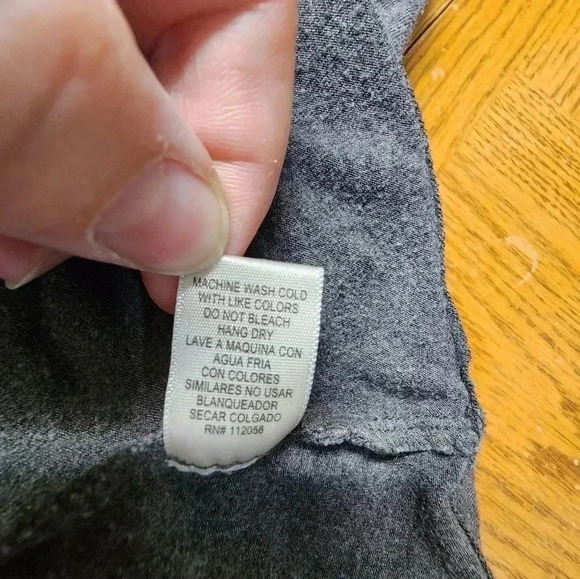 MACHINE WASH COLD
WITH LIKE COLORS
DO NOT BLEACH
HANG DRY
LAVE A MAQUINA CON
AGUA FRIA
CON COLORES
SIMILARES NO USAR
BLANQUEADOR
SECAR COLGADO
RN# 112058